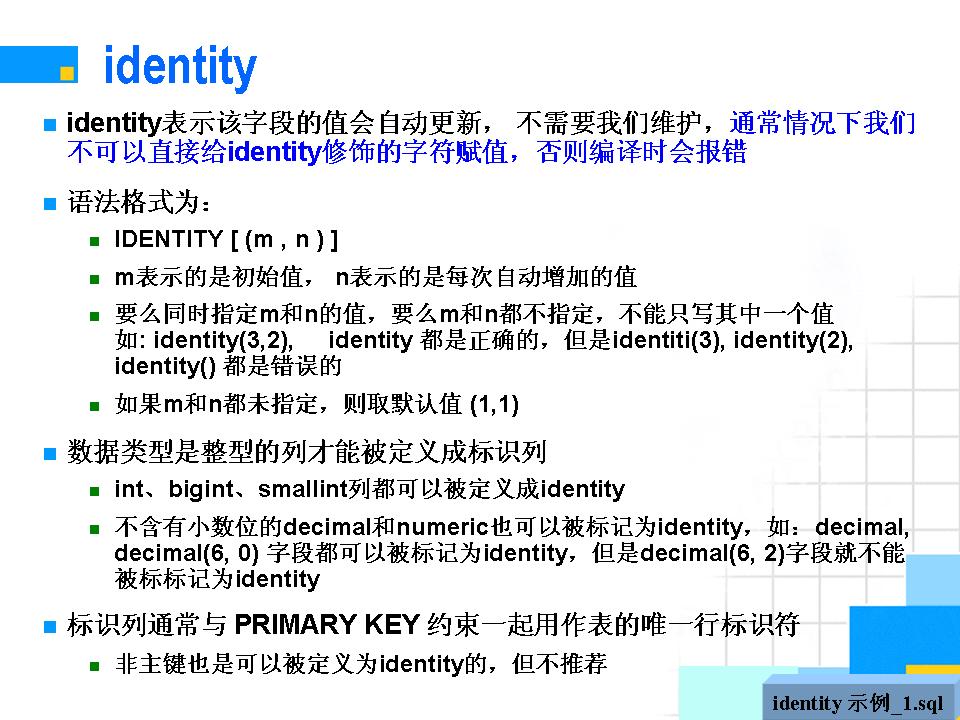 identity
identity表示该字段的值会自动更新， 不需要我们维护，通常情况下我们
不可以直接给identity修饰的字符赋值，否则编译时会报错
语法格式为：
IDENTITY [ (m , n ) ]
m表示的是初始值， n表示的是每次自动增加的值
要么同时指定m和n的值，要么m和n都不指定，不能只写其中一个值
如: identity(3,2), identity 都是正确的，但是identiti(3), identity(2),
identity() 都是错误的
如果m和n都未指定，则取默认值 (1,1)
数据类型是整型的列才能被定义成标识列
int、bigint、smallint列都可以被定义成identity
不含有小数位的decimal和numeric也可以被标记为identity，如：decimal,
decimal(6, 0) 字段都可以被标记为identity，但是decimal(6, 2)字段就不能
被标标记为identity
标识列通常与 PRIMARY KEY 约束一起用作表的唯一行标识符
非主键也是可以被定义为identity的，但不推荐
identity 示例_1.sql